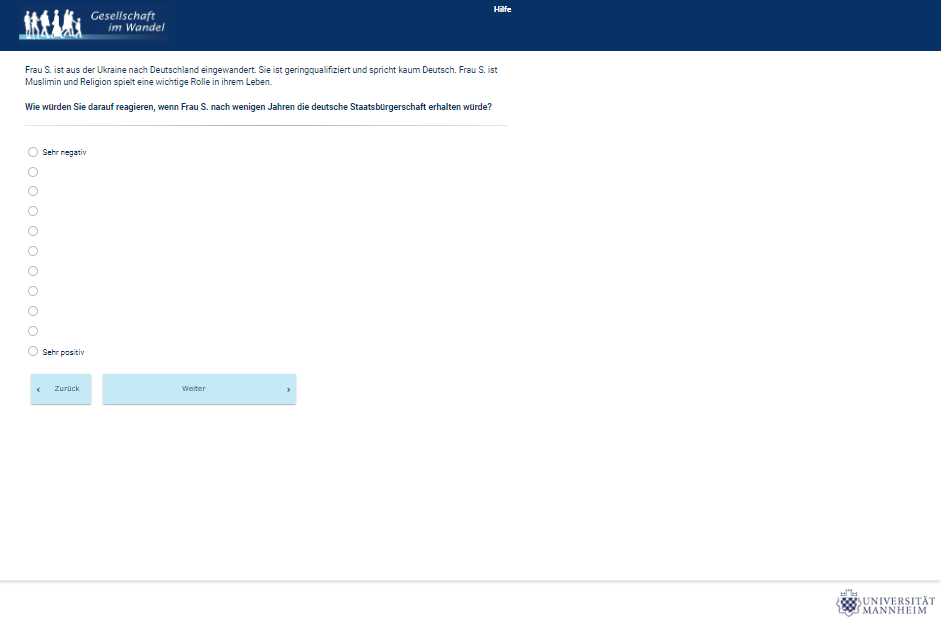 Gesellschaft
im Wandel
Hilfe
Frau S. ist aus der Ukraine nach Deutschland eingewandert. Sie ist geringqualifiziert und spricht kaum Deutsch. Frau S. ist
Muslimin und Religion spielt eine wichtige Rolle in ihrem Leben.
Wie würden Sie darauf reagieren, wenn Frau S. nach wenigen Jahren die deutsche Staatsbürgerschaft erhalten würde?
Sehr negativ
Sehr positiv
‹ Zurück
Weiter ›
UNIVERSITÄT
MANNHEIM